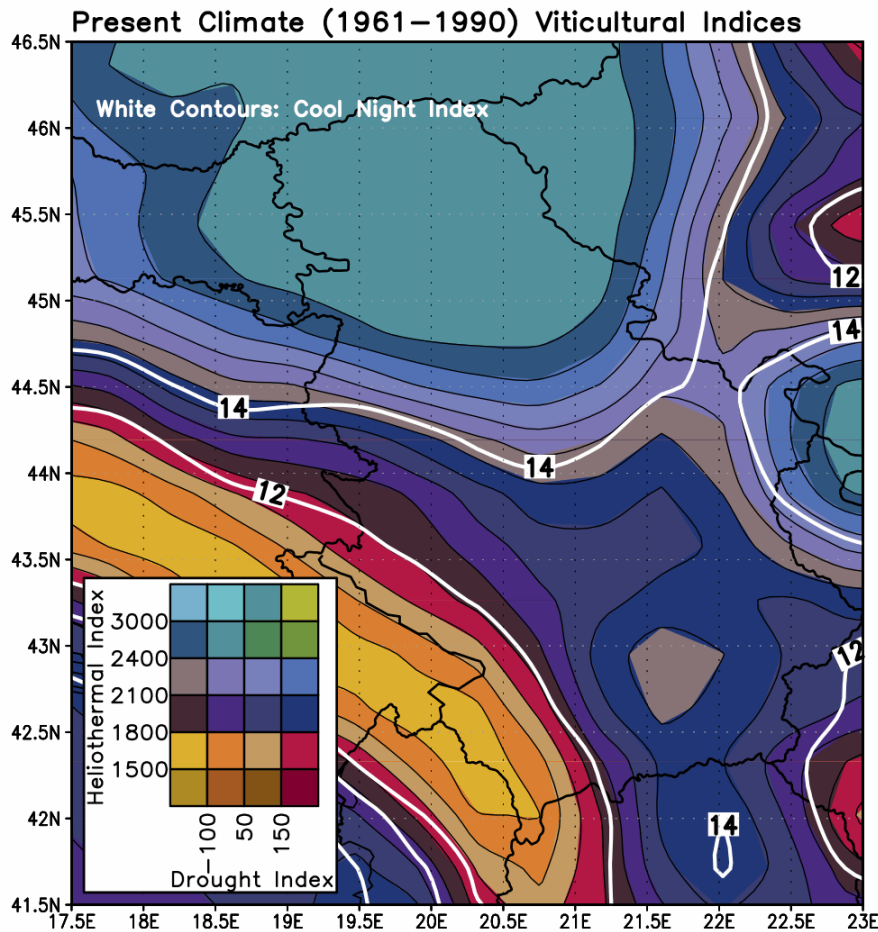 Present Climate (1961−1990) Viticultural Indices
46.5N
White Contours: Cool Night Index
46N
45.5N
12
45N
14
44.5N
14
14
44N
12
43.5N
Heliothermal Index
3000
2400
2100
1800
1500
−100
50
150
Drought Index
43N
12
42.5N
42N
14
41.5N
17.5E 18E 18.5E 19E 19.5E 20E 20.5E 21E 21.5E 22E 22.5E 23E